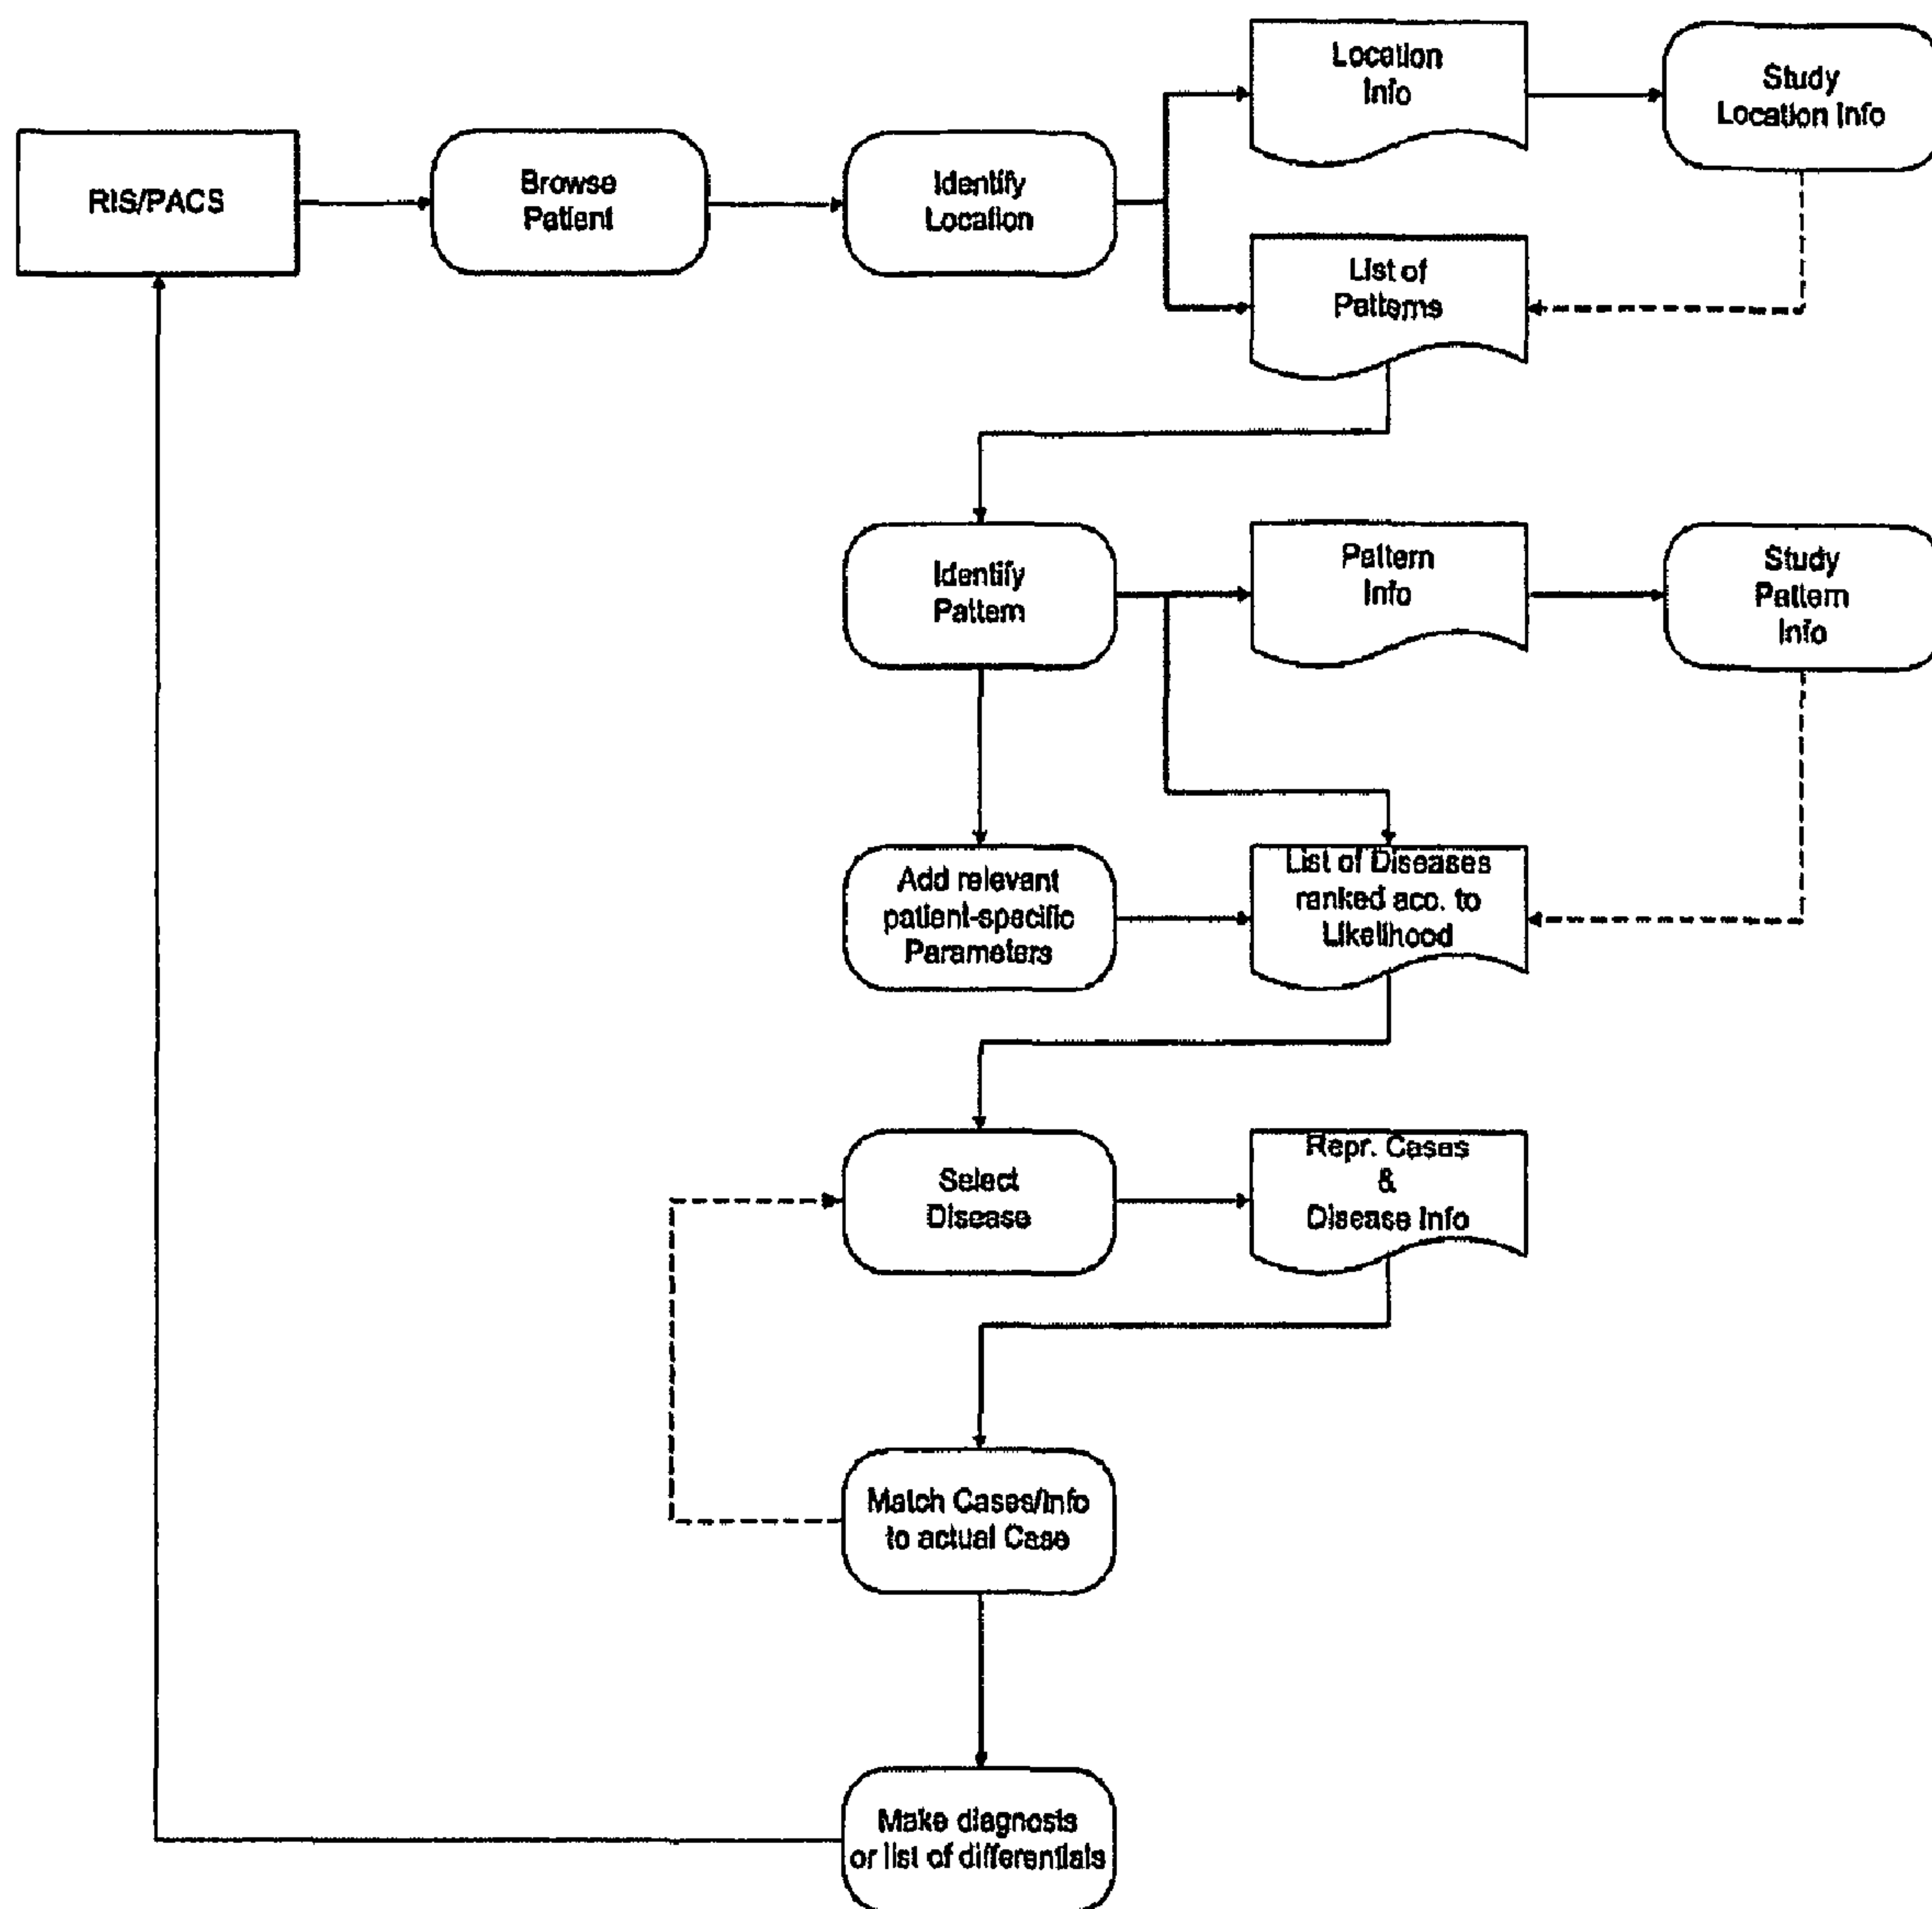 Location
Info
Study
Location Info
RIS/PACS
Browse
Patient
Identify
Location
List of
Patterns
Identify
Pattern
Pattern
Info
Study
Pattern
Info
Add relevant
patient-specific
Parameters
List of Diseases
ranked acc. to
Likelihood
Select
Disease
Repr. Cases
&
Disease Info
Match Cases/Info
to actual Case
Make diagnosis
or list of differentials